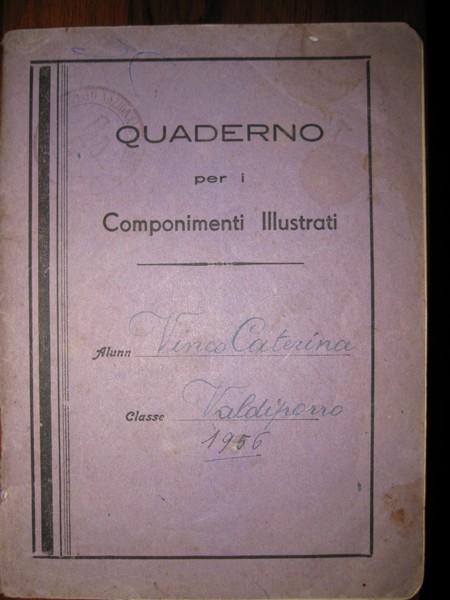 QUADERNO
per i
Componimenti Illustrati
Alunn Vinco Caterina
Classe Valdiporro
1956